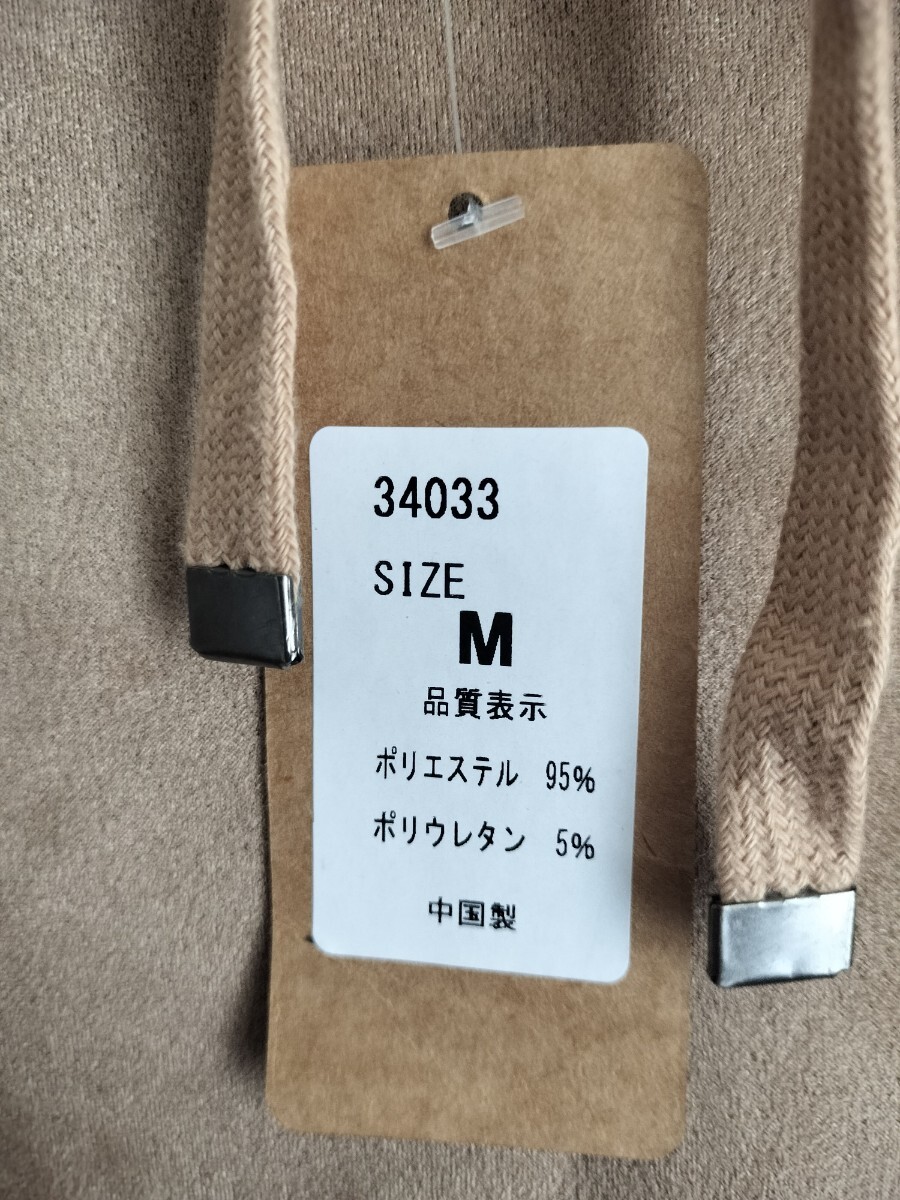 34033
SIZE
M
品質表示
ポリエステル 95%
ポリウレタン 5%
中国製